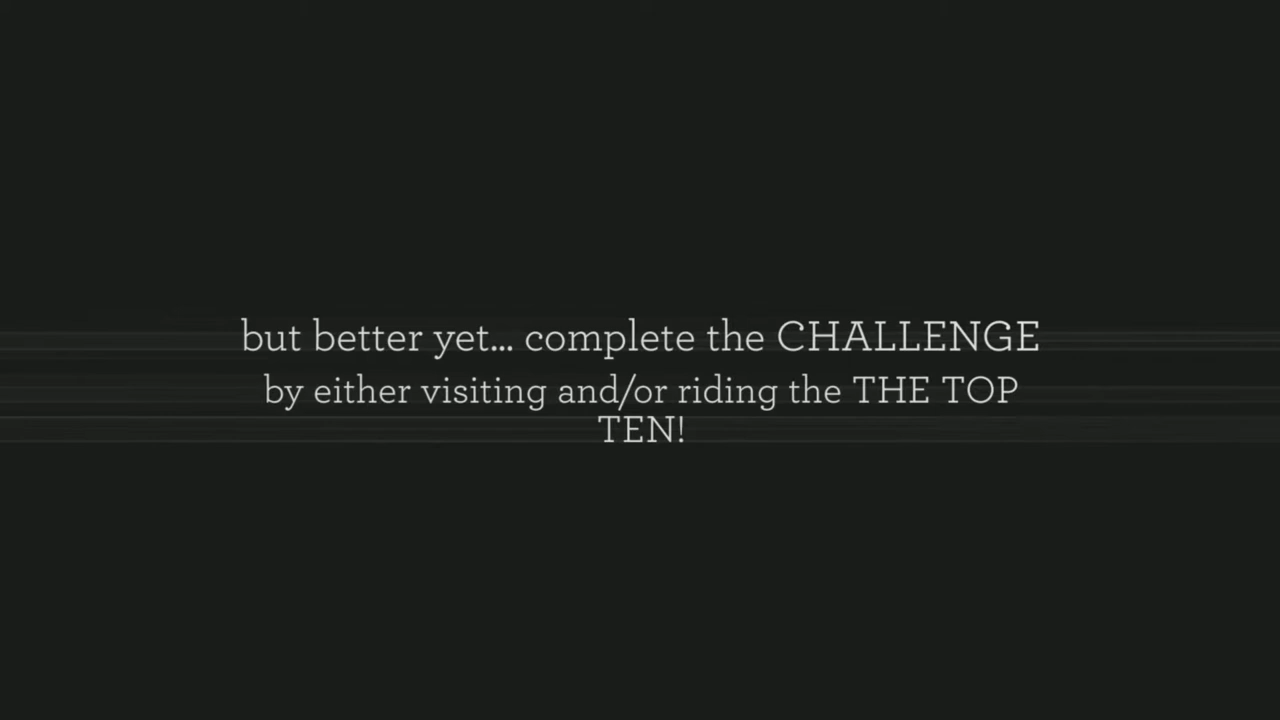 but better yet... complete the CHALLENGE
by either visiting and/or riding the THE TOP
TEN!